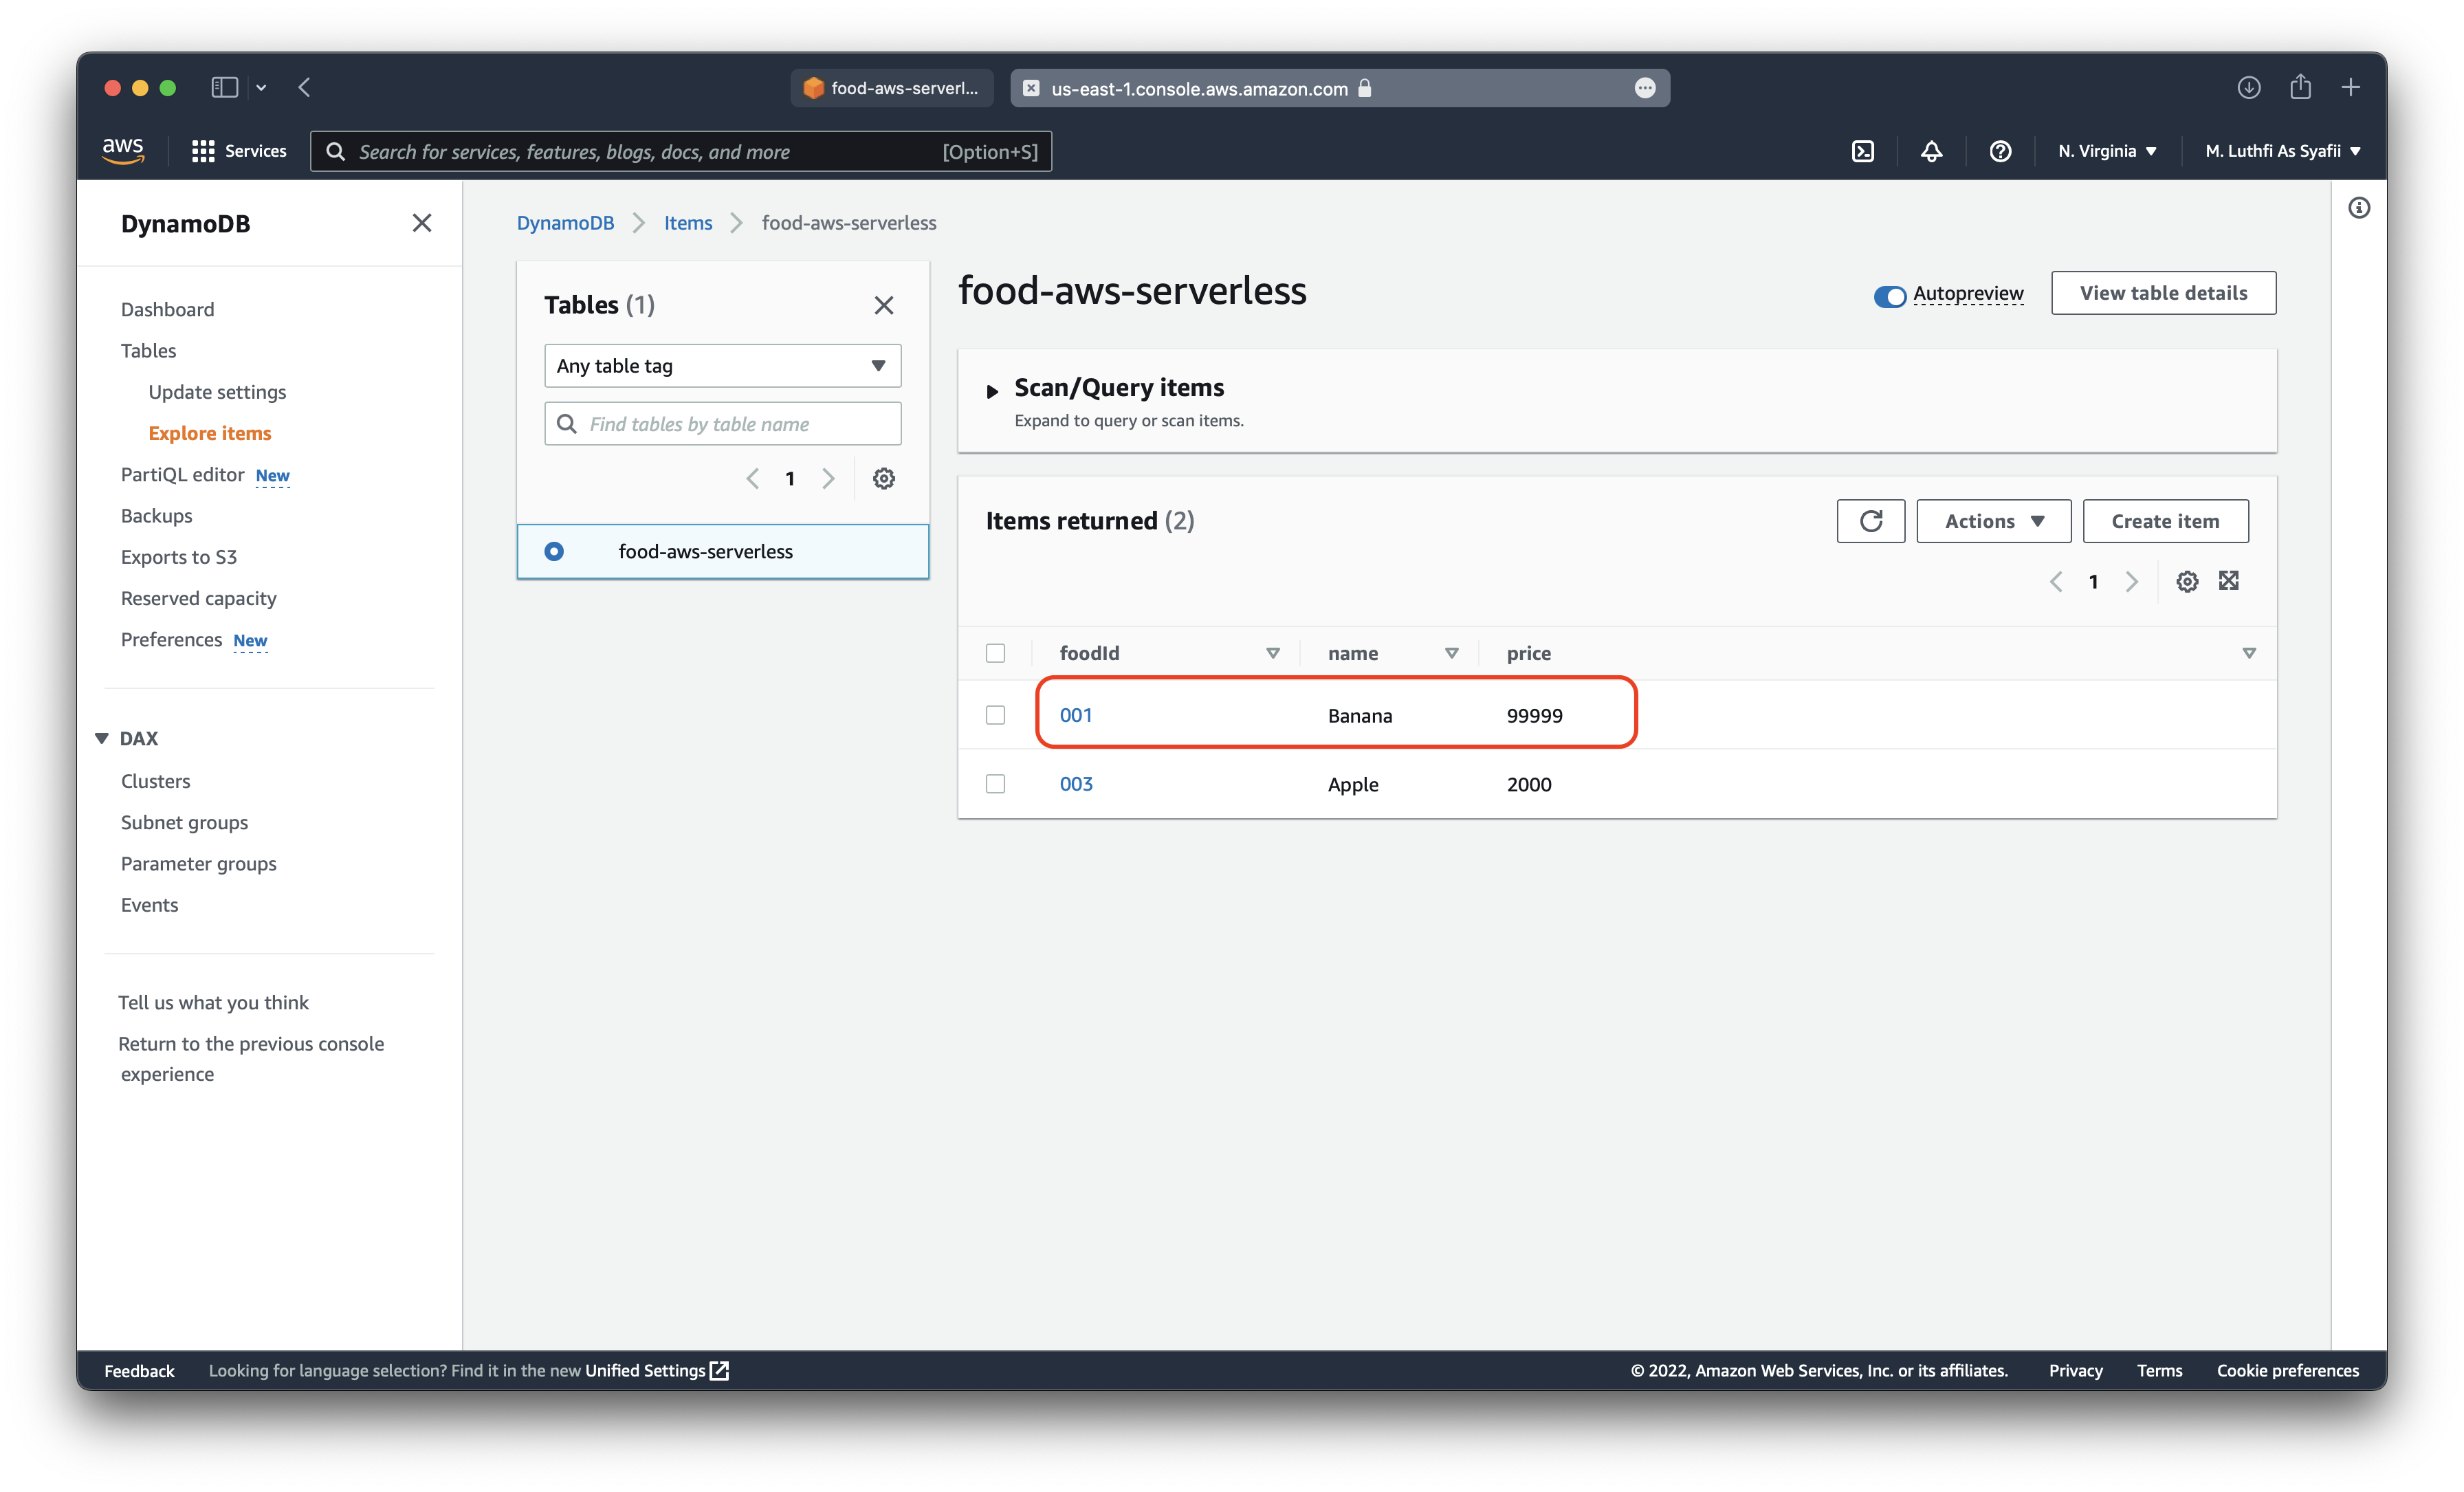 food-aws-serverl...
us-east-1.console.aws.amazon.com
aws
Services
Search for services, features, blogs, docs, and more
[Option+S]
N. Virginia
M. Luthfi As Syafii
DynamoDB
Dashboard
Tables
Update settings
Explore items
PartiQL editor New
Backups
Exports to S3
Reserved capacity
Preferences New
DAX
Clusters
Subnet groups
Parameter groups
Events
Tell us what you think
Return to the previous console
experience
DynamoDB
Items
food-aws-serverless
Tables (1)
Any table tag
Find tables by table name
1
food-aws-serverless
food-aws-serverless
Autopreview
View table details
Scan/Query items
Expand to query or scan items.
Items returned (2)
Actions
Create item
1
foodId name price
001 Banana 99999
003 Apple 2000
Feedback
Looking for language selection? Find it in the new Unified Settings
© 2022, Amazon Web Services, Inc. or its affiliates.
Privacy
Terms
Cookie preferences